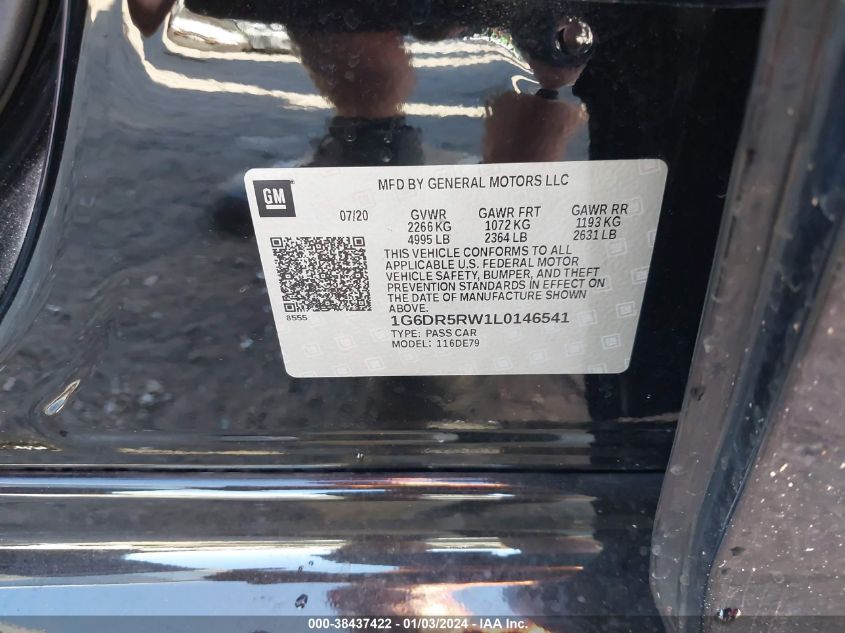 GM
MFD BY GENERAL MOTORS LLC
07/20 GVWR GAWR FRT GAWR RR
2266 KG 1072 KG 1193 KG
4995 LB 2364 LB 2631 LB
THIS VEHICLE CONFORMS TO ALL
APPLICABLE U.S. FEDERAL MOTOR
VEHICLE SAFETY, BUMPER, AND THEFT
PREVENTION STANDARDS IN EFFECT ON
THE DATE OF MANUFACTURE SHOWN
ABOVE.
8555
1G6DR5RW1L0146541
TYPE: PASS CAR
MODEL: 116DE79
000-38437422 - 01/03/2024 - IAA Inc.